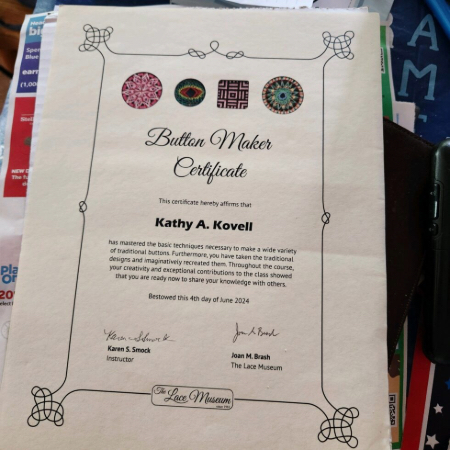 Button Maker
Certificate
This certificate hereby affirms that
Kathy A. Kovell
has mastered the basic techniques necessary to make a wide variety
of traditional buttons. Furthermore, you have taken the traditional
designs and imaginatively recreated them. Throughout the course,
your creativity and exceptional contributions to the class showed
that you are now ready to share your knowledge with others.
Bestowed this 4th day of June 2024
Karen S. Smock
Instructor
Joan M. Brash
The Lace Museum
The Lace Museum